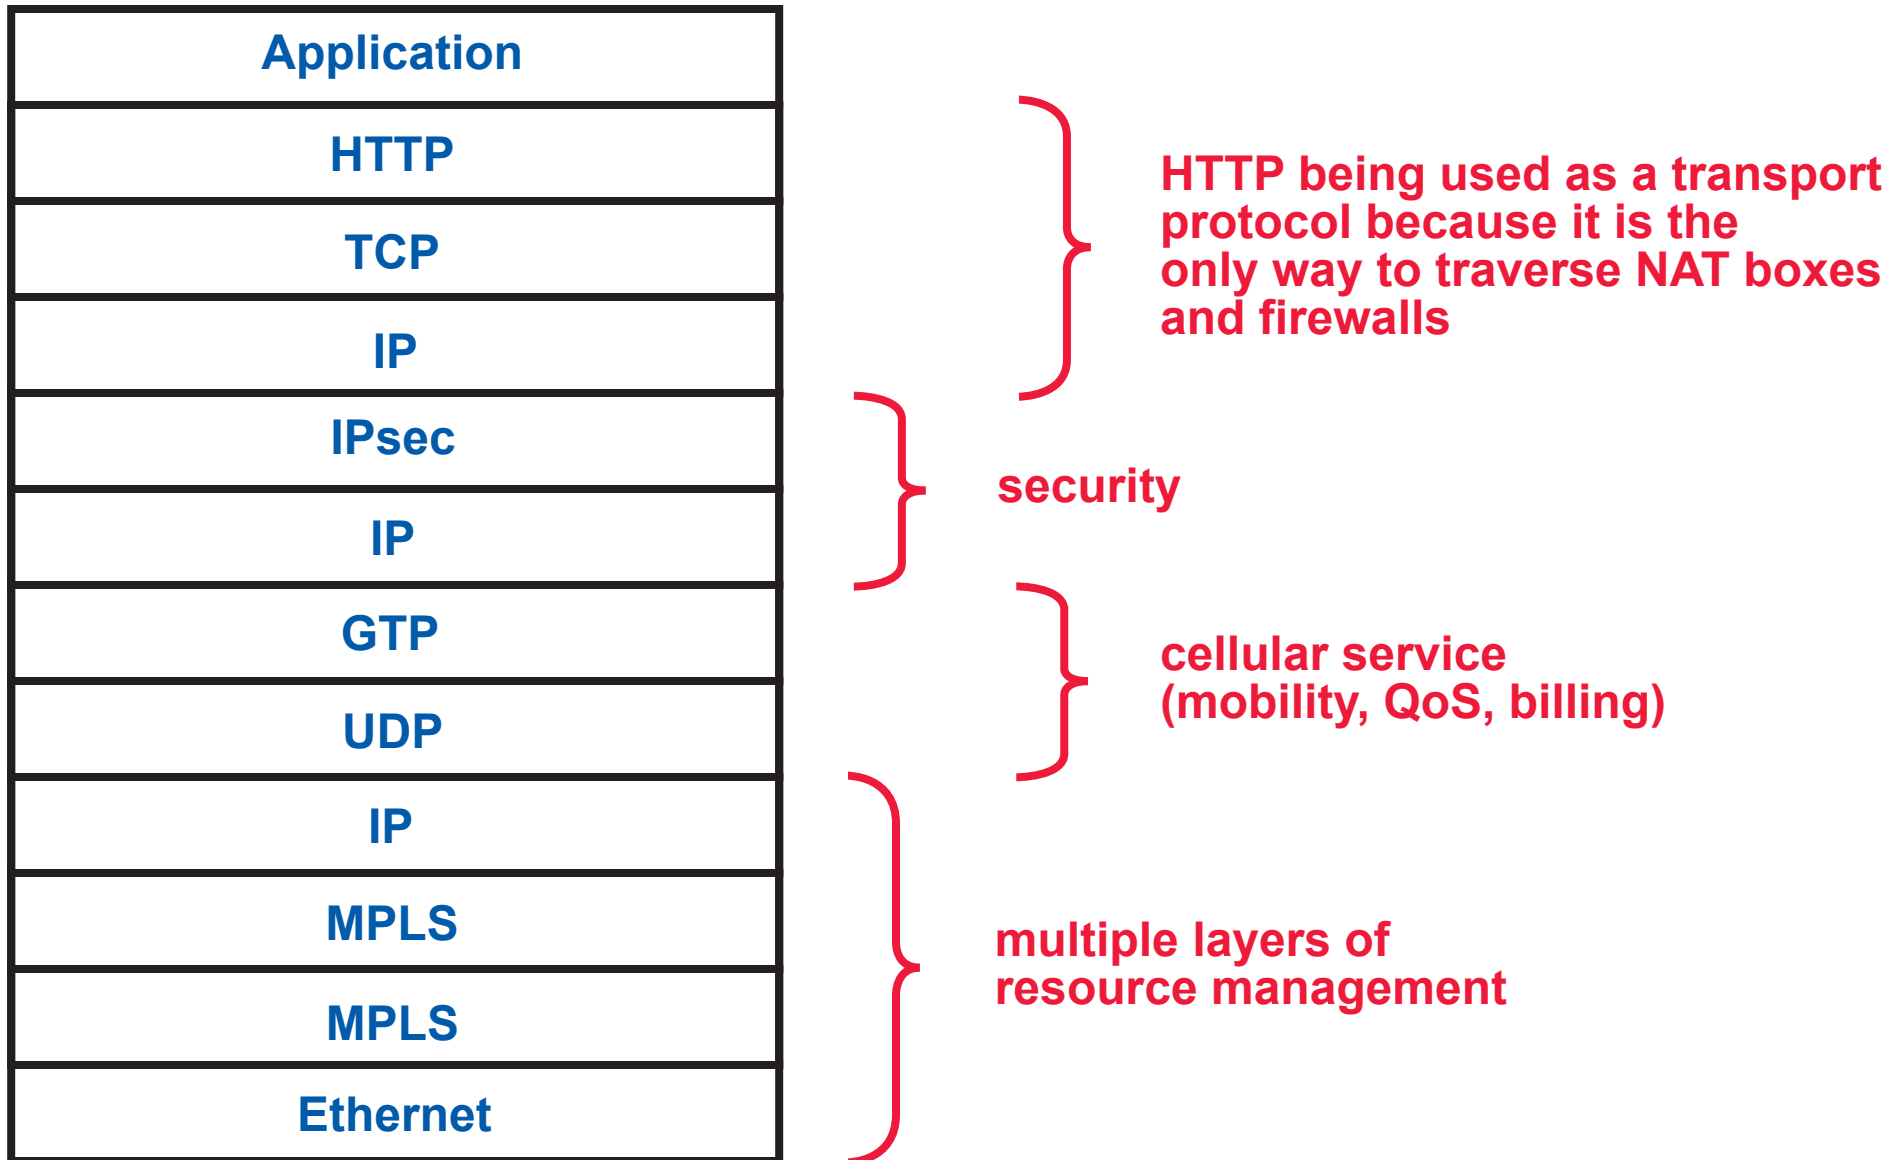 Application
HTTP
TCP
IP
IPsec
IP
GTP
UDP
IP
MPLS
MPLS
Ethernet
HTTP being used as a transport
protocol because it is the
only way to traverse NAT boxes
and firewalls
security
cellular service
(mobility, QoS, billing)
multiple layers of
resource management